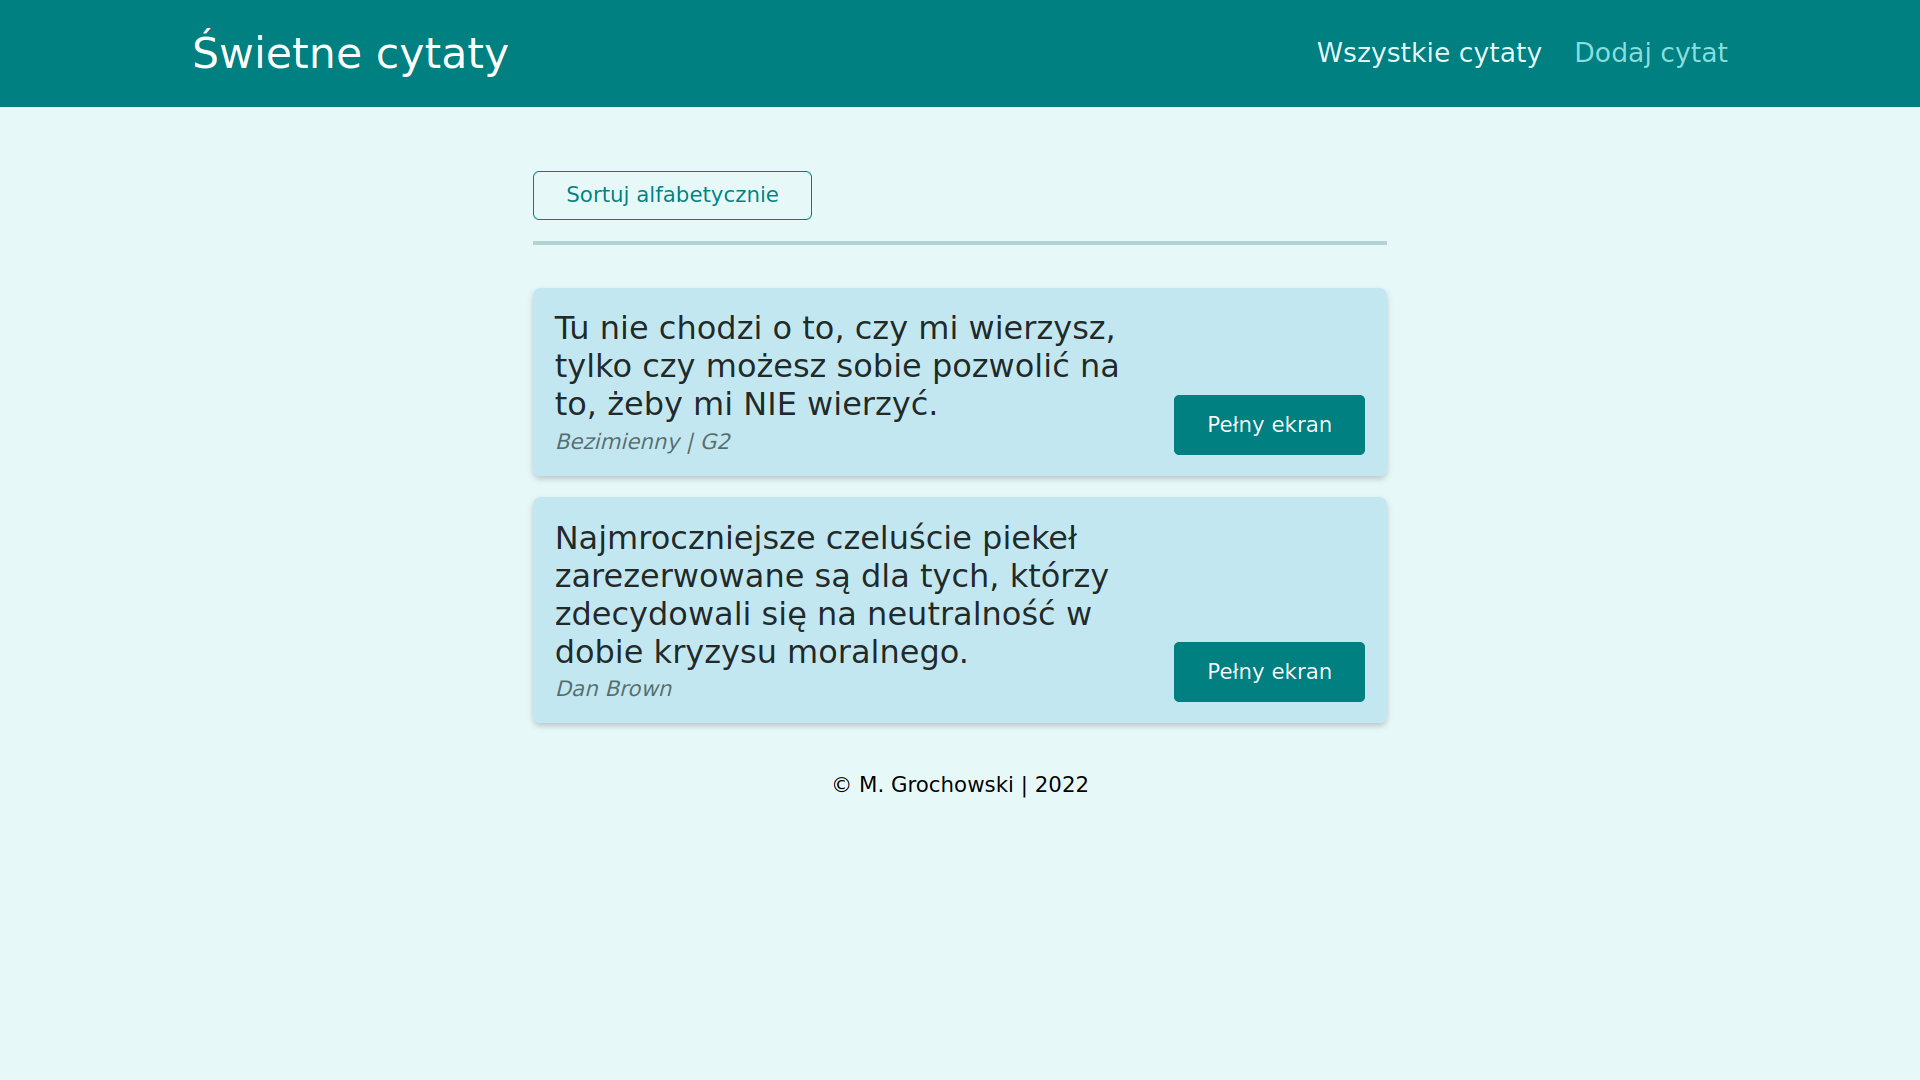 Świetne cytaty
Wszystkie cytaty
Dodaj cytat
Sortuj alfabetycznie
Tu nie chodzi o to, czy mi wierzysz,
tylko czy możesz sobie pozwolić na
to, żeby mi NIE wierzyć.
Bezimienny | G2
Pełny ekran
Najmroczniejsze czeluście piekeł
zarezerwowane są dla tych, którzy
zdecydowali się na neutralność w
dobie kryzysu moralnego.
Dan Brown
Pełny ekran
© M. Grochowski | 2022